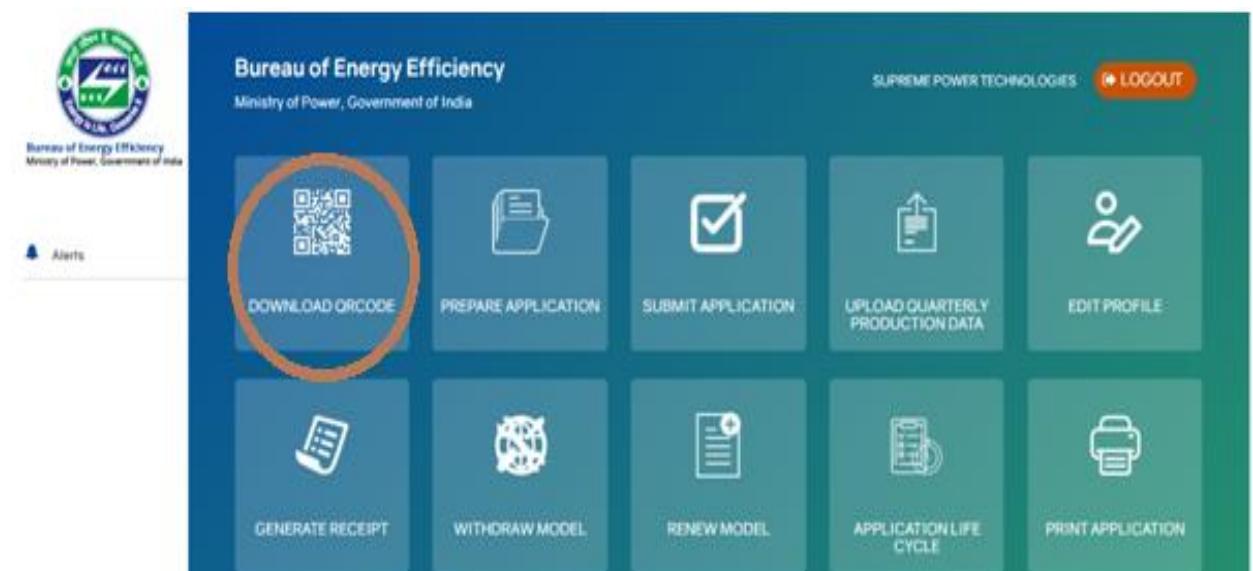 Bureau of Energy Efficiency
Ministry of Power, Government of India
Alerts
Bureau of Energy Efficiency
Ministry of Power, Government of India
SUPREME POWER TECHNOLOGIES
LOGOUT
DOWNLOAD QRCODE
PREPARE APPLICATION
SUBMIT APPLICATION
UPLOAD QUARTERLY
PRODUCTION DATA
EDIT PROFILE
GENERATE RECEIPT
WITHDRAW MODEL
RENEW MODEL
APPLICATION LIFE
CYCLE
PRINT APPLICATION